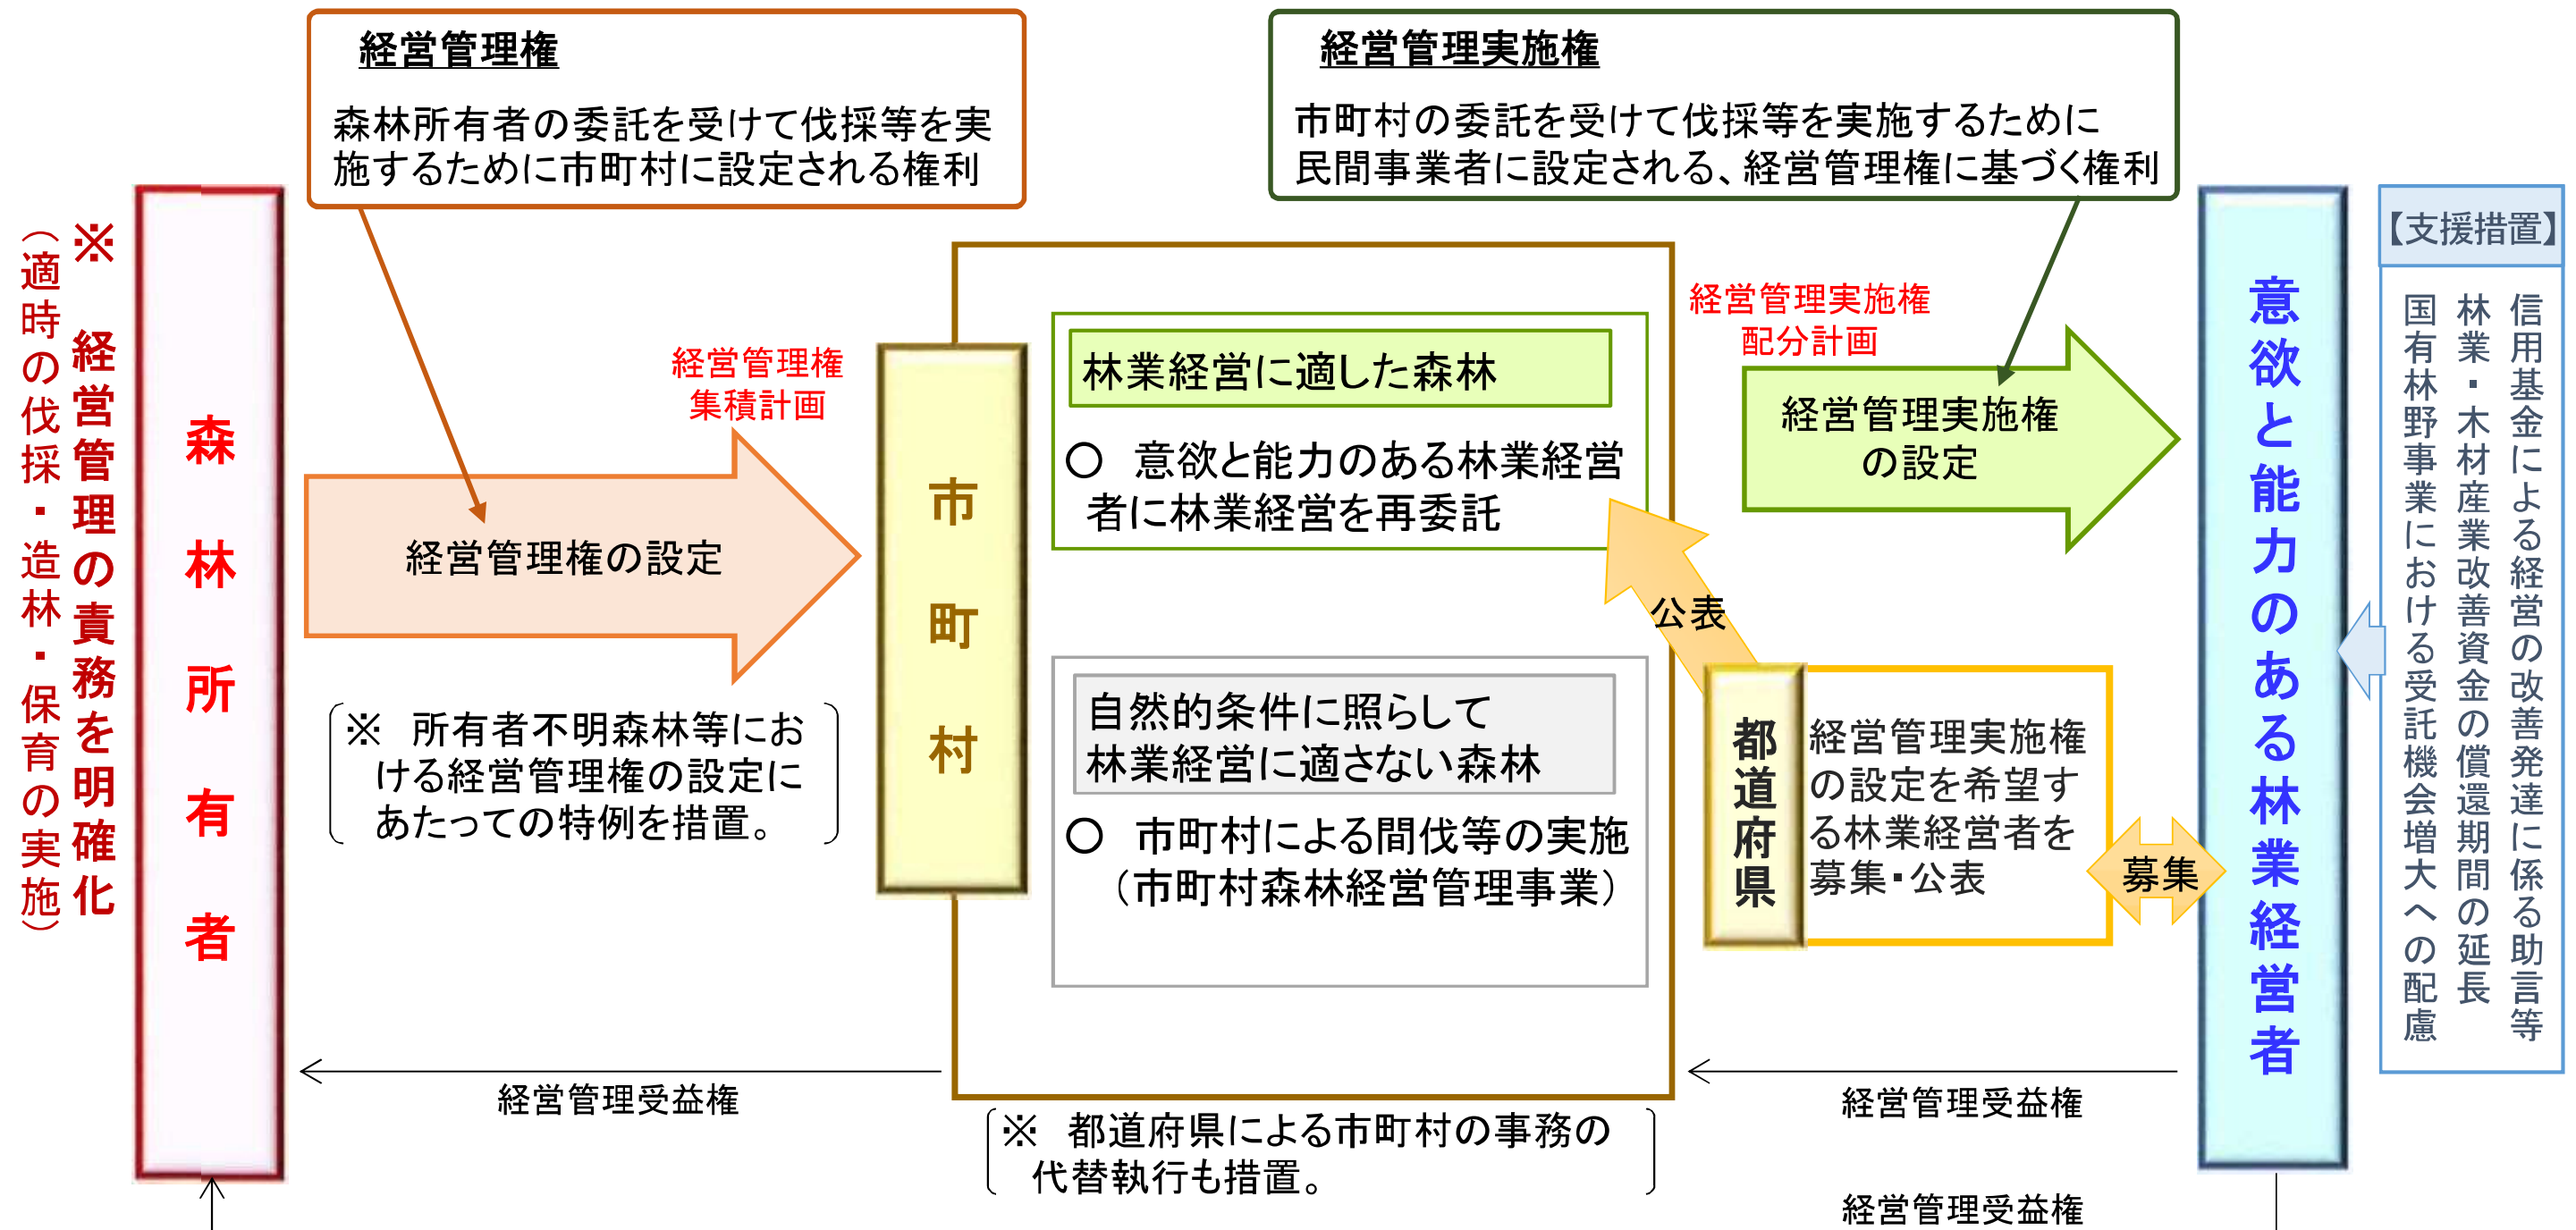 経営管理権
森林所有者の委託を受けて伐採等を実
施するために市町村に設定される権利
経営管理実施権
市町村の委託を受けて伐採等を実施するために
民間事業者に設定される、経営管理権に基づく権利
※　経営管理の責務を明確化
（適時の伐採・造林・保育の実施）
森林所有者
経営管理権
集積計画
経営管理権の設定
※　所有者不明森林等にお
ける経営管理権の設定に
あたっての特例を措置。
市町村
林業経営に適した森林
○　意欲と能力のある林業経営
者に林業経営を再委託
自然的条件に照らして
林業経営に適さない森林
○　市町村による間伐等の実施
（市町村森林経営管理事業）
経営管理実施権
配分計画
経営管理実施権
の設定
公表
都道府県
経営管理実施権
の設定を希望す
る林業経営者を
募集・公表
募集
意欲と能力のある林業経営者
【支援措置】
信用基金による経営の改善発達に係る助言等
林業・木材産業改善資金の償還期間の延長
国有林野事業における受託機会増大への配慮
経営管理受益権
経営管理受益権
※　都道府県による市町村の事務の
代替執行も措置。
経営管理受益権